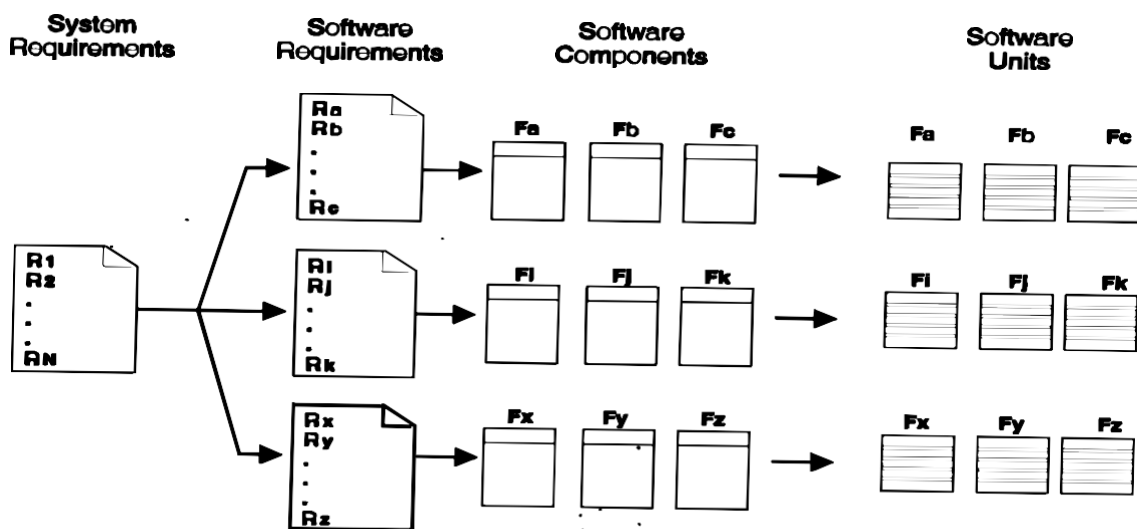 System
Requirements
Software
Requirements
Software
Components
Software
Units
R1
R2
.
.
.
RN
Ra
Rb
.
.
.
Rc
Fa Fb Fc
Fa Fb Fc
Ri
Rj
.
.
.
Rk
Fi Fj Fk
Fi Fj Fk
Rx
Ry
.
.
.
Rz
Fx Fy Fz
Fx Fy Fz